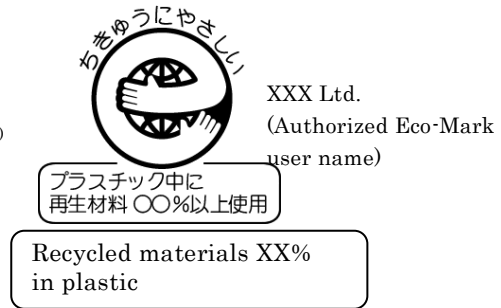 ちきゅうにやさしい
XXX Ltd.
(Authorized Eco-Mark
user name)
)
プラスチック中に
再生材料 〇〇%以上使用
Recycled materials XX%
in plastic